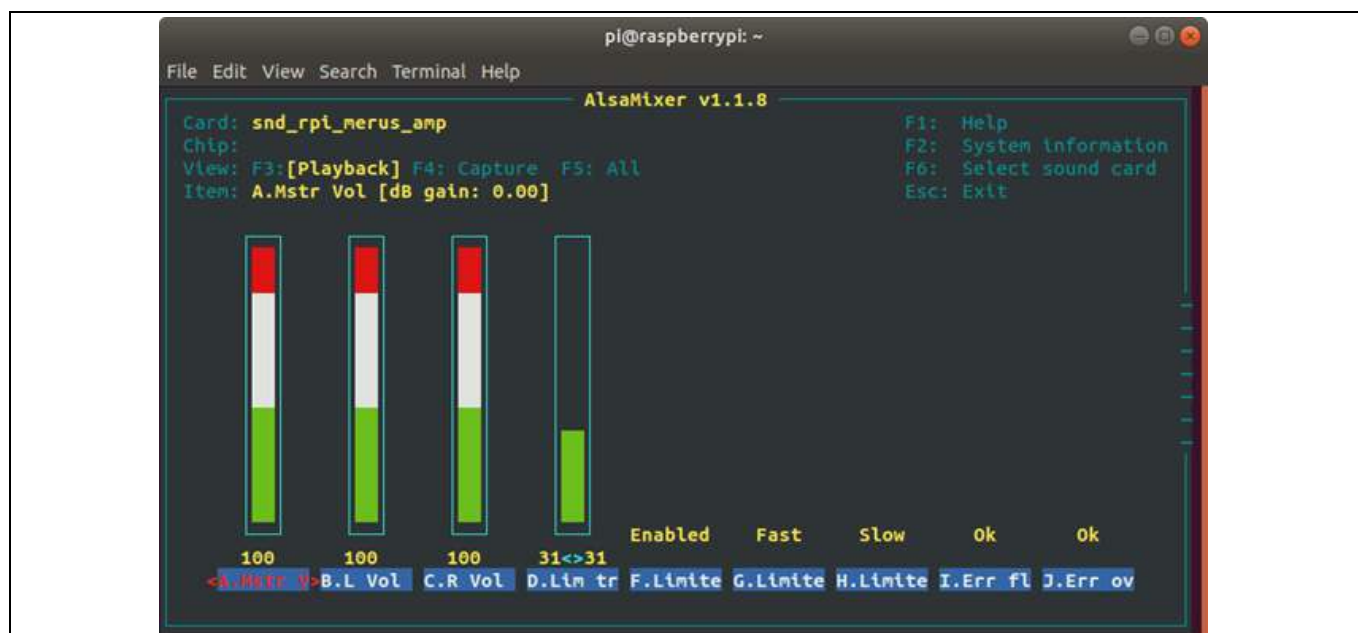 pi@raspberrypi: ~
File Edit View Search Terminal Help
AlsaMixer v1.1.8
Card: snd_rpi_merus_amp F1: Help
Chip: F2: System information
View: F3:[Playback] F4: Capture F5: All F6: Select sound card
Item: A.Mstr Vol [dB gain: 0.00] Esc: Exit
Enabled Fast Slow Ok Ok
100 100 100 31<>31
<A.Mstr V>B.L Vol C.R Vol D.Lim tr F.Limite G.Limite H.Limite I.Err fl J.Err ov